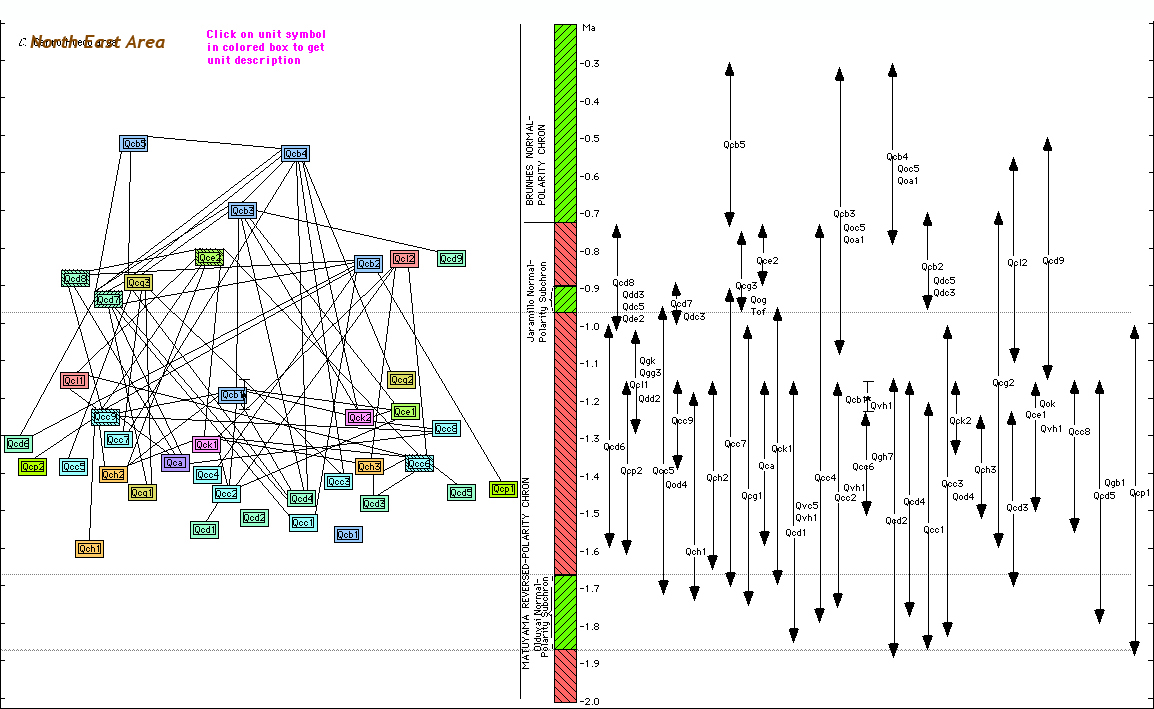 North East Area
Click on unit symbol
in colored box to get
unit description
Qcb5
Qcb4
Qcb3
Qce2
Qcb2
Qcl2
Qcd9
Qcd8
Qcg3
Qcd7
Qcl1
Qcg2
Qcb1
Qcc9
Qck2
Qce1
Qcc8
Qcd6
Qcc7
Qck1
Qcp2
Qcc5
Qch2
Qca
Qcc4
Qch3
Qcc6
Qcc3
Qcg1
Qcc2
Qcd4
Qcd3
Qcd5
Qcp1
Qcd1
Qcd2
Qcc1
Qcb1
Qch1
BRUNHES NORMAL-
POLARITY CHRON
Jaramillo Normal-
Polarity Subchron
MATUYAMA REVERSED-POLARITY CHRON
Olduvai Normal-
Polarity Subchron
Ma
-0.3
-0.4
-0.5
-0.6
-0.7
-0.8
-0.9
-1.0
-1.1
-1.2
-1.3
-1.4
-1.5
-1.6
-1.7
-1.8
-1.9
-2.0
Qcb5
Qcb4
Qoc5
Qoa1
Qcb3
Qoc5
Qoa1
Qce2
Qcl2
Qcd9
Qcb2
Qdc5
Qdc3
Qcd8
Qdd3
Qdc5
Qde2
Qcg3
Qog
Tof
Qcd7
Qdc3
Qgk
Qgg3
Qcl1
Qdd2
Qcg2
Qcb1
Qvh1
Qok
Qce1
Qvh1
Qcc9
Qck2
Qcc8
Qcd6
Qcc7
Qck1
Qcp2
Qcc5
Qod4
Qch2
Qca
Qcc4
Qcc6
Qgh7
Qvh1
Qch3
Qcc3
Qod4
Qcg1
Qvc5
Qvh1
Qcc2
Qcd4
Qcd3
Qgb1
Qcd5
Qcp1
Qcd1
Qcd2
Qcc1
Qch1